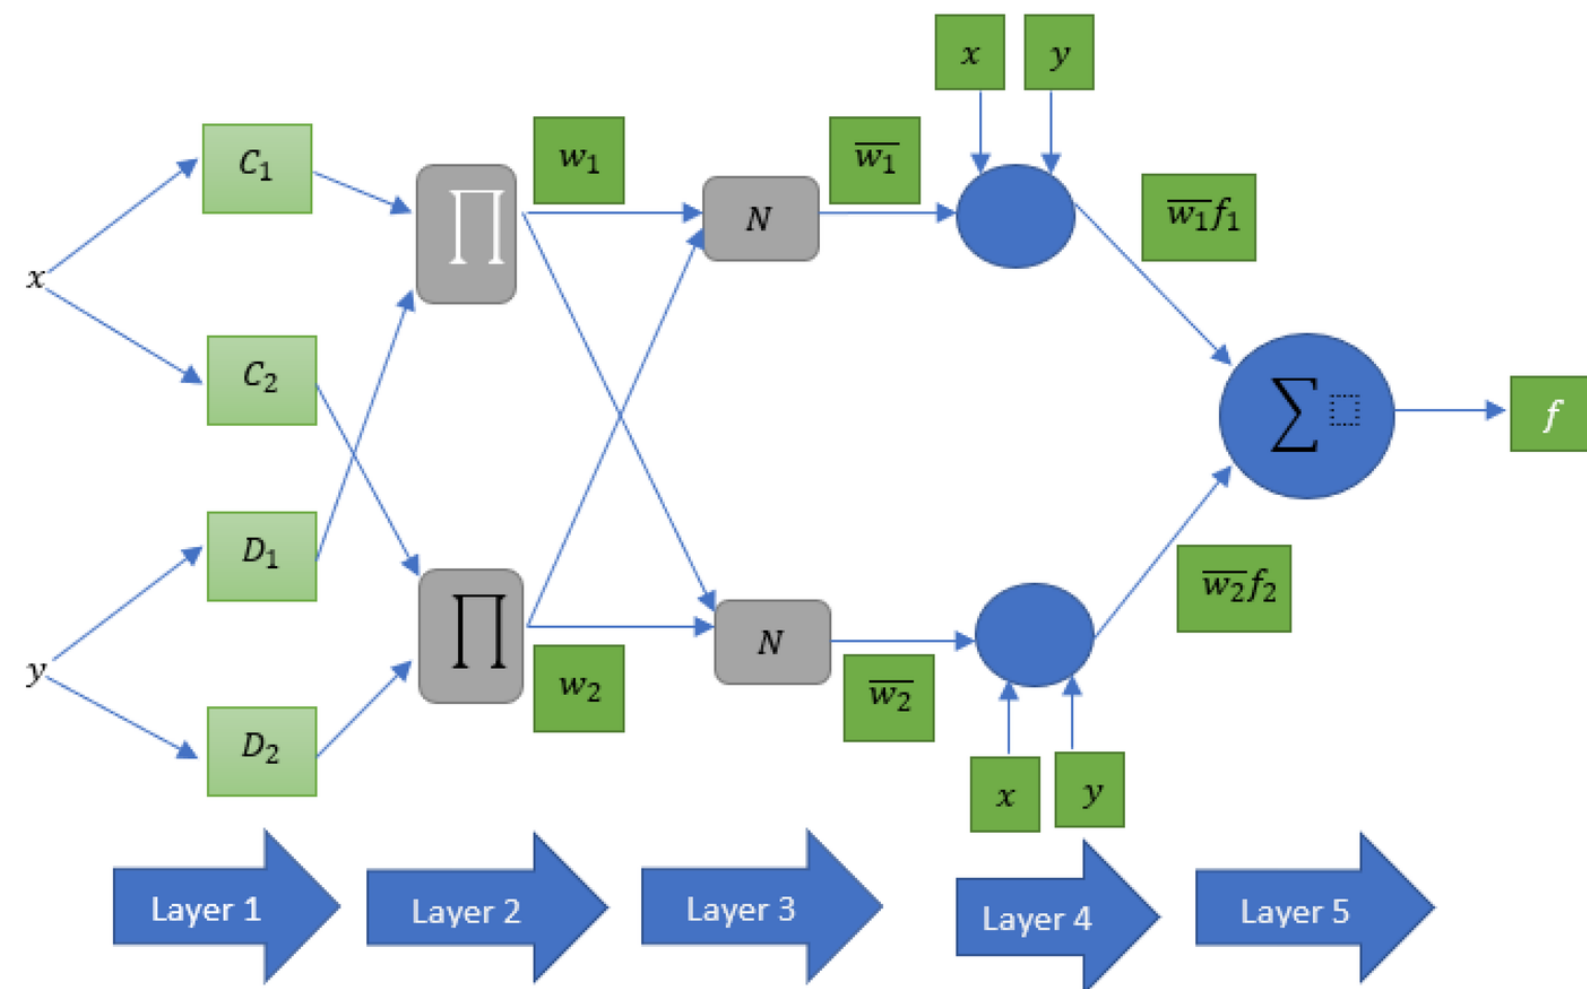 x y
C₁
∏
w₁
N
w̅₁
w̅₁f₁
x
C₂
∑
f
D₁
w̅₂f₂
y
∏
N
D₂
w₂
w̅₂
x y
Layer 1
Layer 2
Layer 3
Layer 4
Layer 5